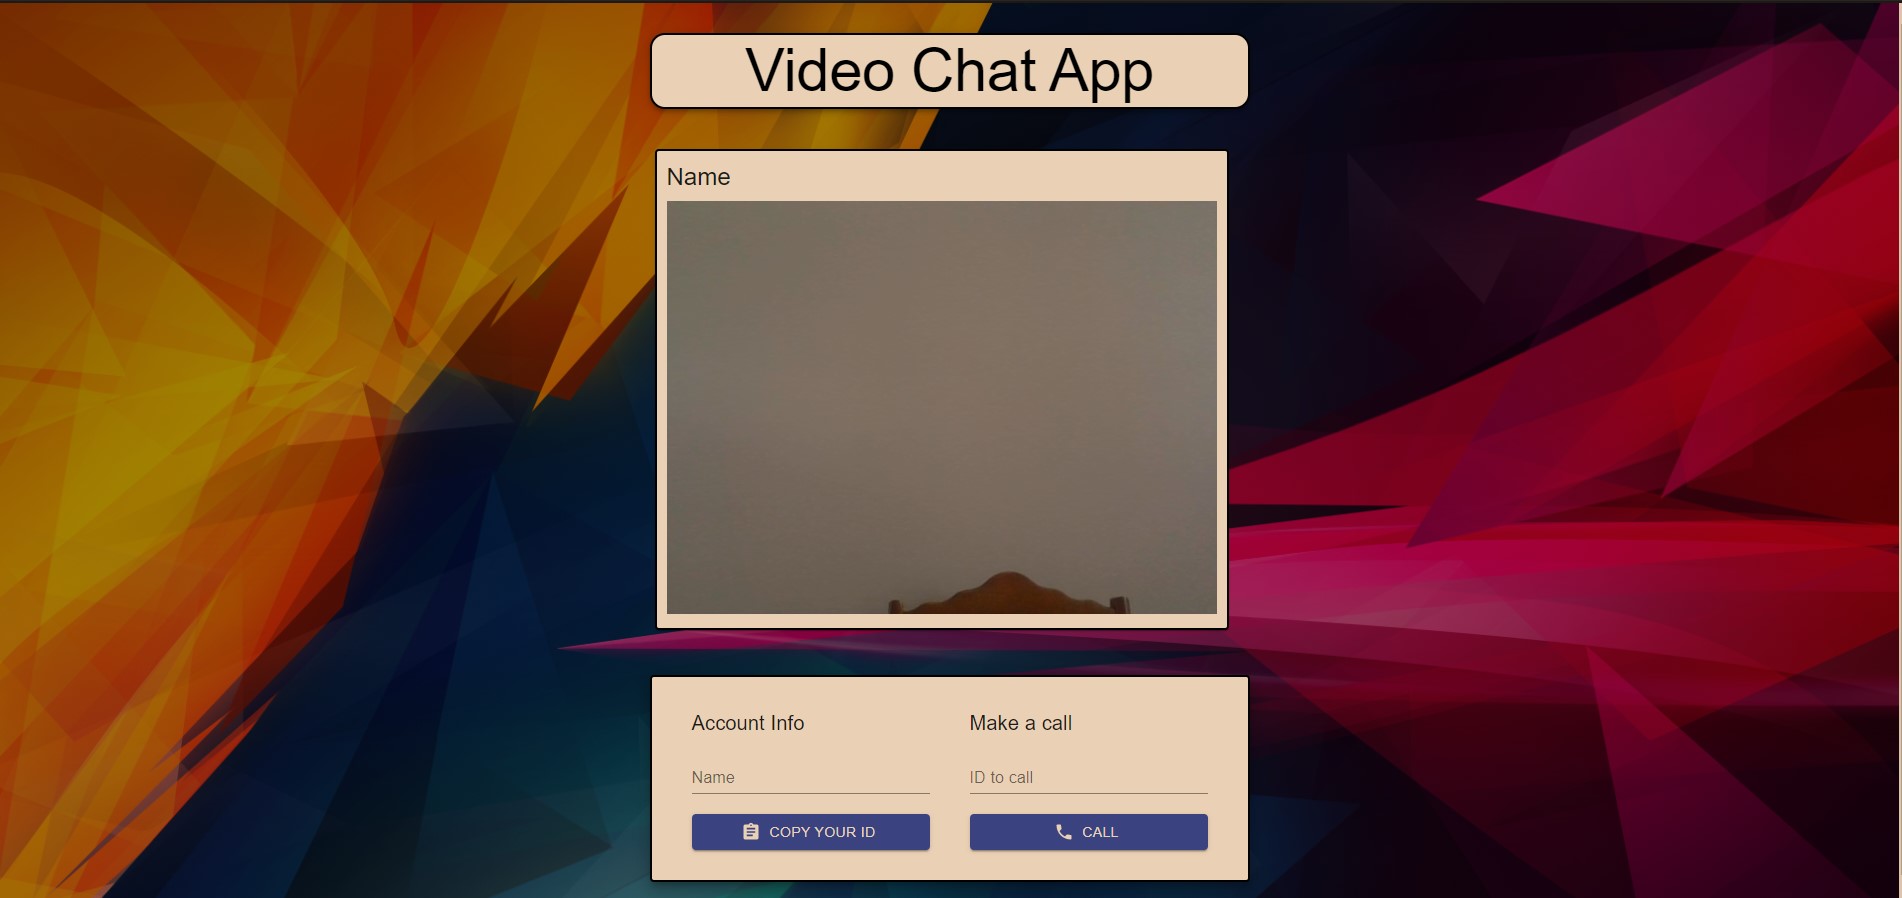 Video Chat App
Name
Account Info
Name
COPY YOUR ID
Make a call
ID to call
CALL